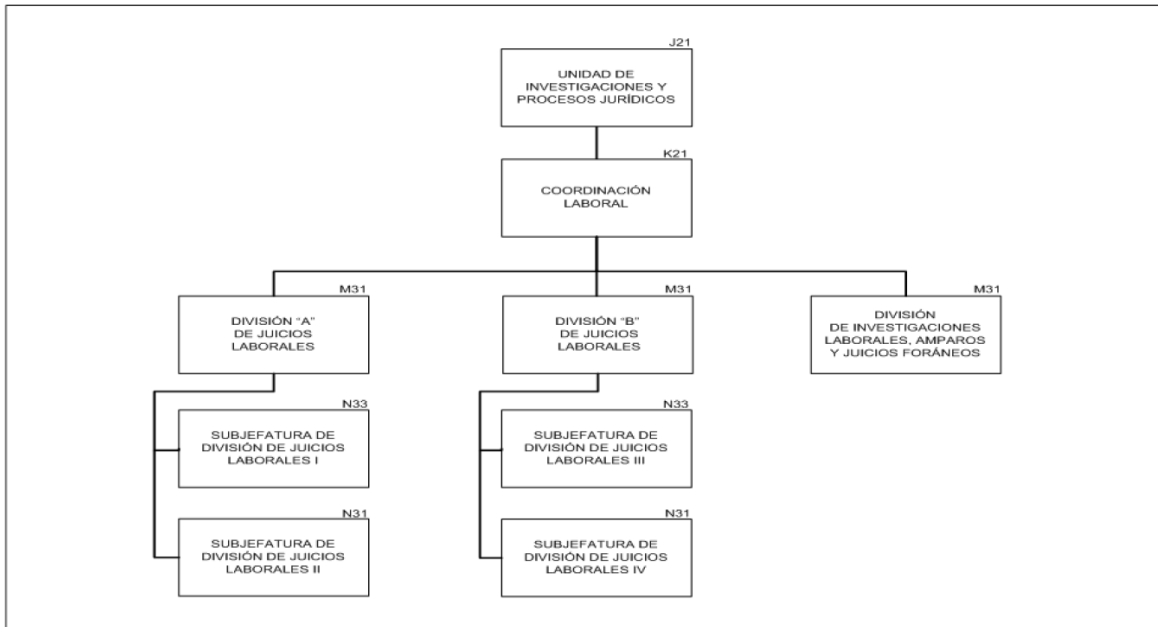 J21
UNIDAD DE
INVESTIGACIONES Y
PROCESOS JURÍDICOS
K21
COORDINACIÓN
LABORAL
M31
DIVISIÓN “A”
DE JUICIOS
LABORALES
M31
DIVISIÓN “B”
DE JUICIOS
LABORALES
M31
DIVISIÓN
DE INVESTIGACIONES
LABORALES, AMPAROS
Y JUICIOS FORÁNEOS
N33
SUBJEFATURA DE
DIVISIÓN DE JUICIOS
LABORALES I
N33
SUBJEFATURA DE
DIVISIÓN DE JUICIOS
LABORALES III
N31
SUBJEFATURA DE
DIVISIÓN DE JUICIOS
LABORALES II
N31
SUBJEFATURA DE
DIVISIÓN DE JUICIOS
LABORALES IV